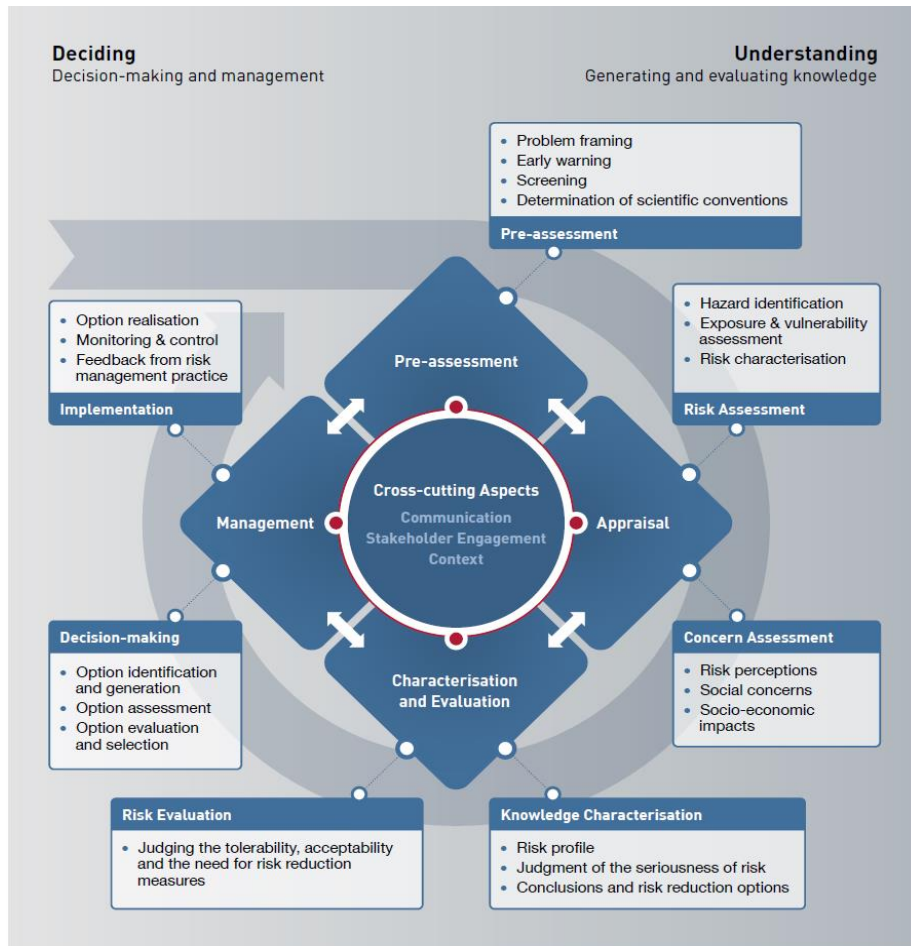 Deciding
Decision-making and management
Understanding
Generating and evaluating knowledge
• Problem framing
• Early warning
• Screening
• Determination of scientific conventions
Pre-assessment
• Option realisation
• Monitoring & control
• Feedback from risk
management practice
Implementation
• Hazard identification
• Exposure & vulnerability
assessment
• Risk characterisation
Risk Assessment
Pre-assessment
Management
Cross-cutting Aspects
Communication
Stakeholder Engagement
Context
Appraisal
Characterisation
and Evaluation
Decision-making
• Option identification
and generation
• Option assessment
• Option evaluation
and selection
Concern Assessment
• Risk perceptions
• Social concerns
• Socio-economic
impacts
Risk Evaluation
• Judging the tolerability, acceptability
and the need for risk reduction
measures
Knowledge Characterisation
• Risk profile
• Judgment of the seriousness of risk
• Conclusions and risk reduction options